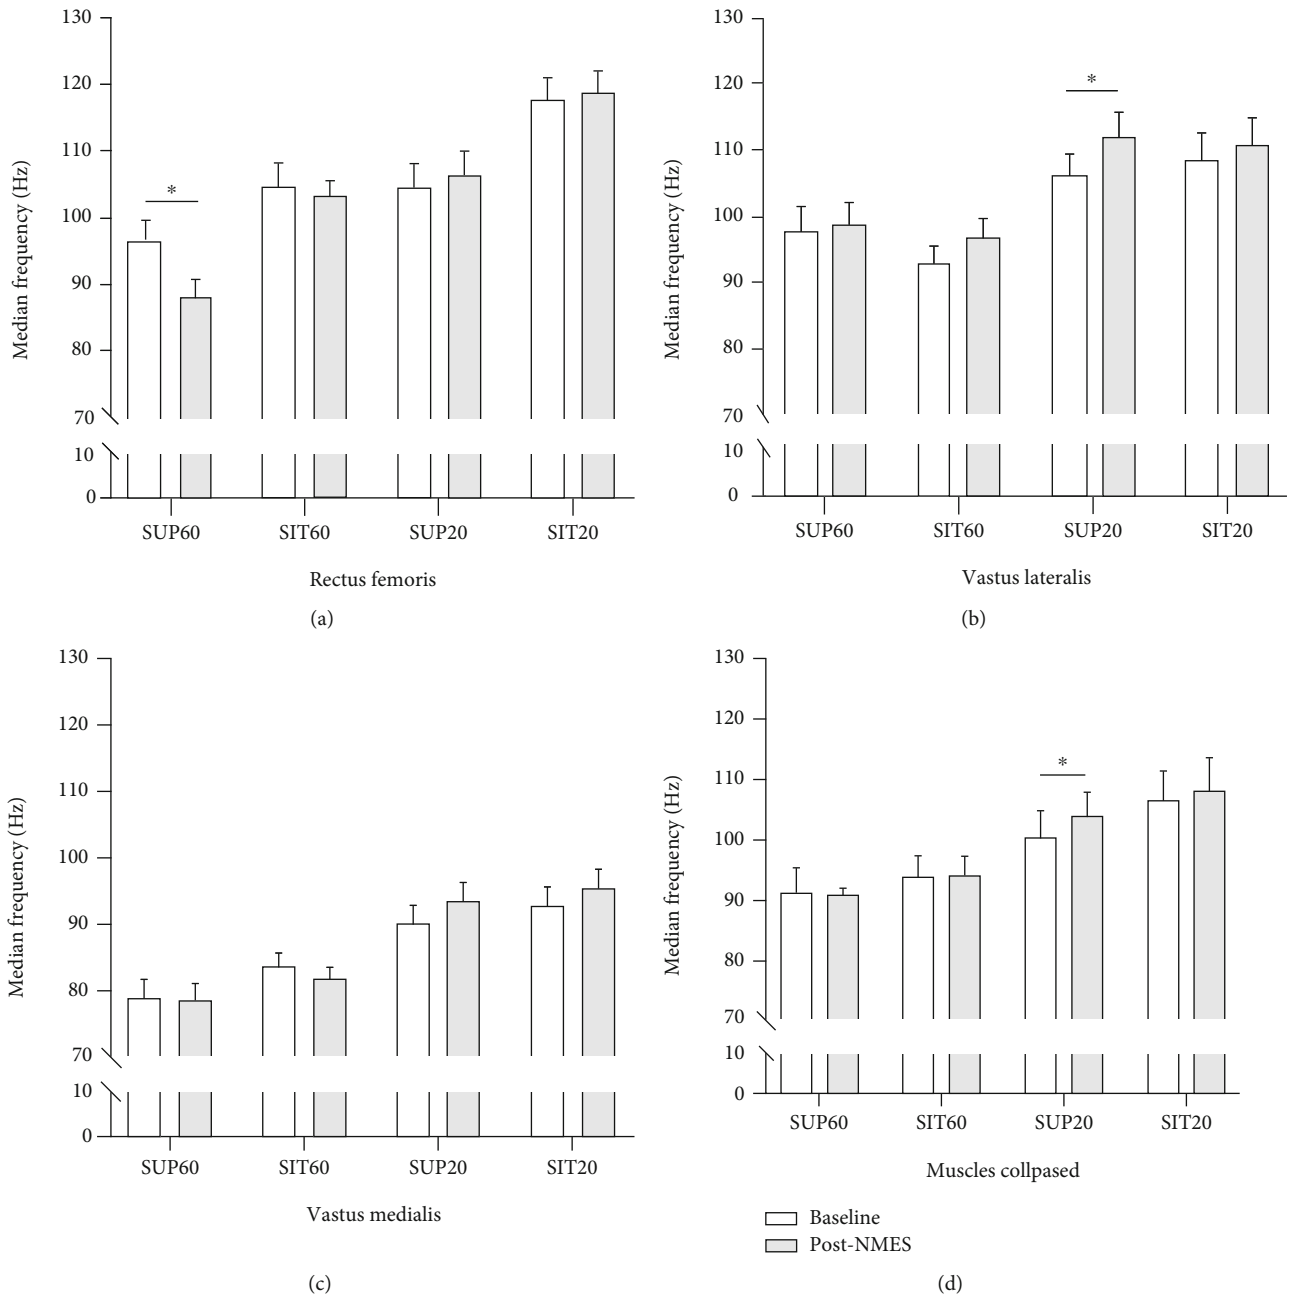 130
120
110
100
90
80
70
10
0
Median frequency (Hz)
*
SUP60 SIT60 SUP20 SIT20
Rectus femoris
(a)
130
120
110
100
90
80
70
10
0
Median frequency (Hz)
*
SUP60 SIT60 SUP20 SIT20
Vastus lateralis
(b)
130
120
110
100
90
80
70
10
0
Median frequency (Hz)
SUP60 SIT60 SUP20 SIT20
Vastus medialis
(c)
130
120
110
100
90
80
70
10
0
Median frequency (Hz)
*
SUP60 SIT60 SUP20 SIT20
Muscles collpased
Baseline
Post-NMES
(d)